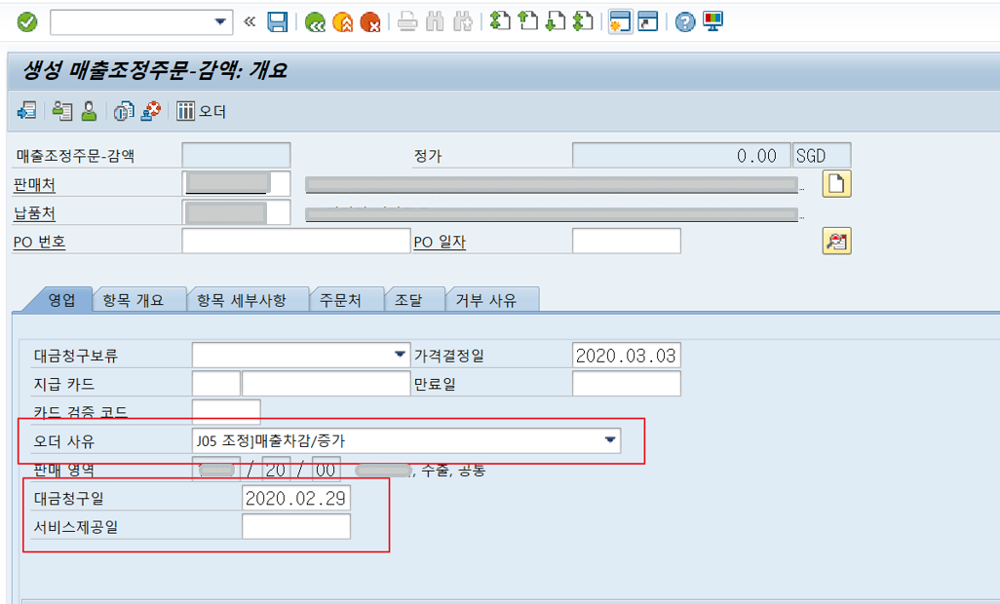 생성 매출조정주문-감액: 개요
오더
매출조정주문-감액 정가 0.00 SGD
판매처
납품처
PO 번호 PO 일자
영업 항목 개요 항목 세부사항 주문처 조달 거부 사유
대금청구보류 가격결정일 2020.03.03
지급 카드 만료일
카드 검증 코드
오더 사유 J05 조정]매출차감/증가
판매 영역 / 20 / 00 , 수출, 공통
대금청구일 2020.02.29
서비스제공일